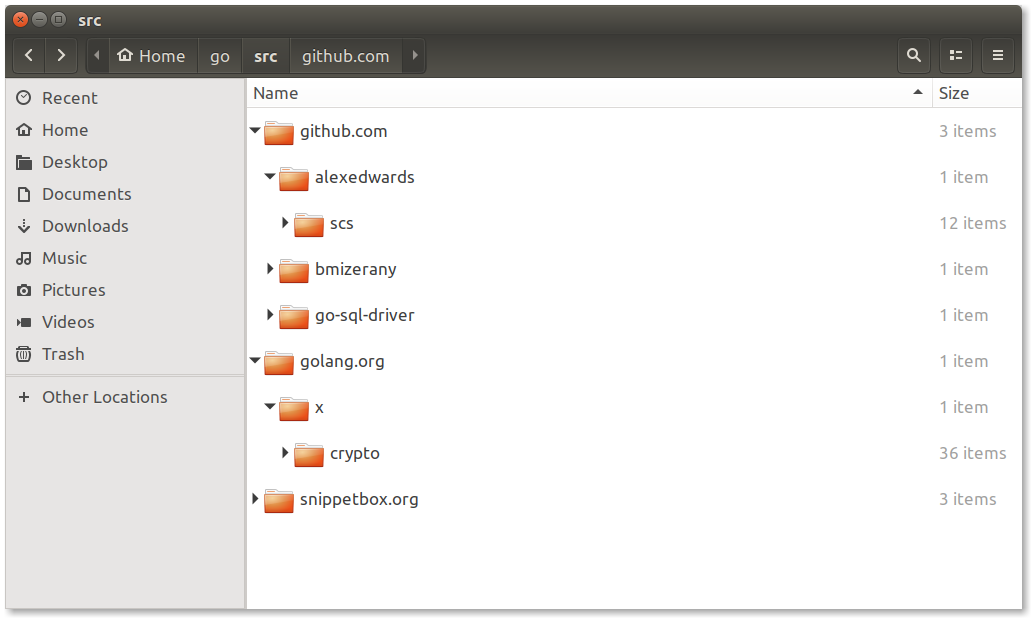 src
Home go src github.com
Recent
Home
Desktop
Documents
Downloads
Music
Pictures
Videos
Trash
Other Locations
Name Size
github.com 3 items
alexedwards 1 item
scs 12 items
bmizerany 1 item
go-sql-driver 1 item
golang.org 1 item
x 1 item
crypto 36 items
snippetbox.org 3 items